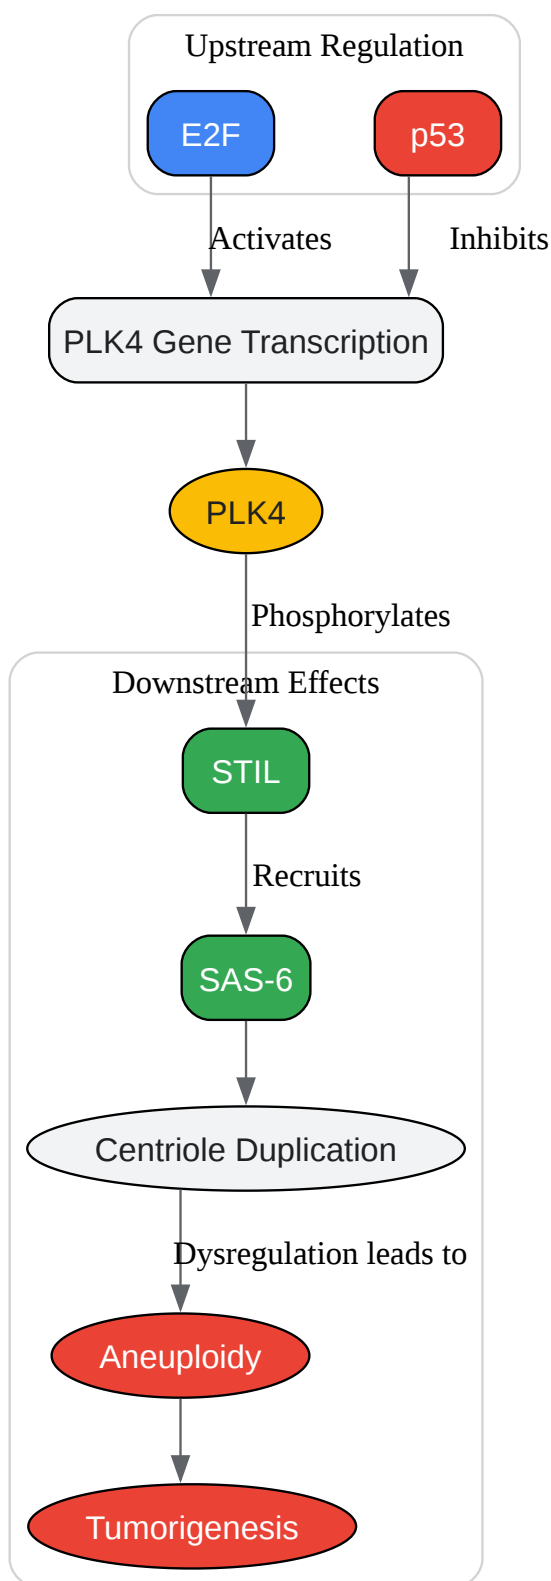 Upstream Regulation
E2F
p53
Activates
Inhibits
PLK4 Gene Transcription
PLK4
Phosphorylates
Downstream Effects
STIL
Recruits
SAS-6
Centriole Duplication
Dysregulation leads to
Aneuploidy
Tumorigenesis